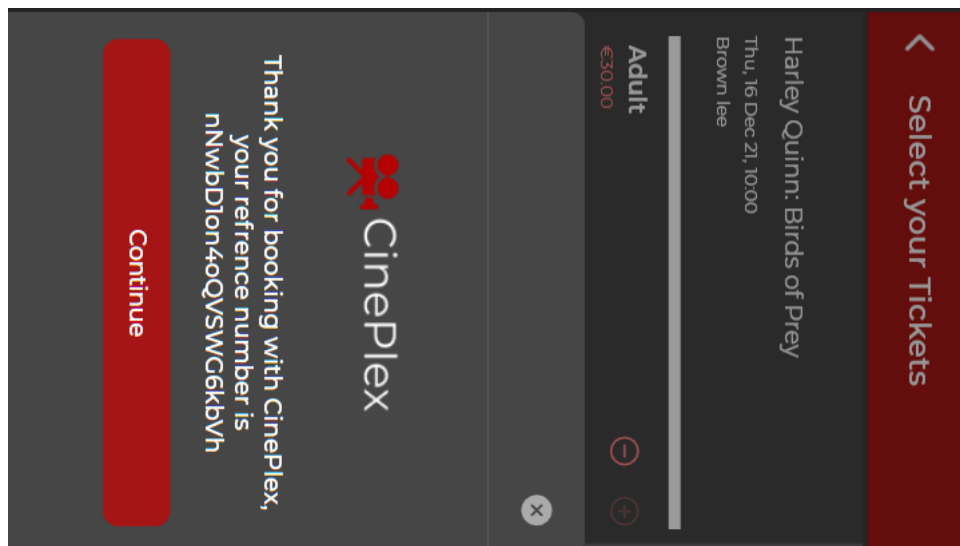 Select your Tickets
Harley Quinn: Birds of Prey
Thu, 16 Dec 21, 10:00
Brown lee
Adult
€30.00
CinePlex
Thank you for booking with CinePlex,
your refrence number is
nNwbD1on4oQVSWG6kbVh
Continue